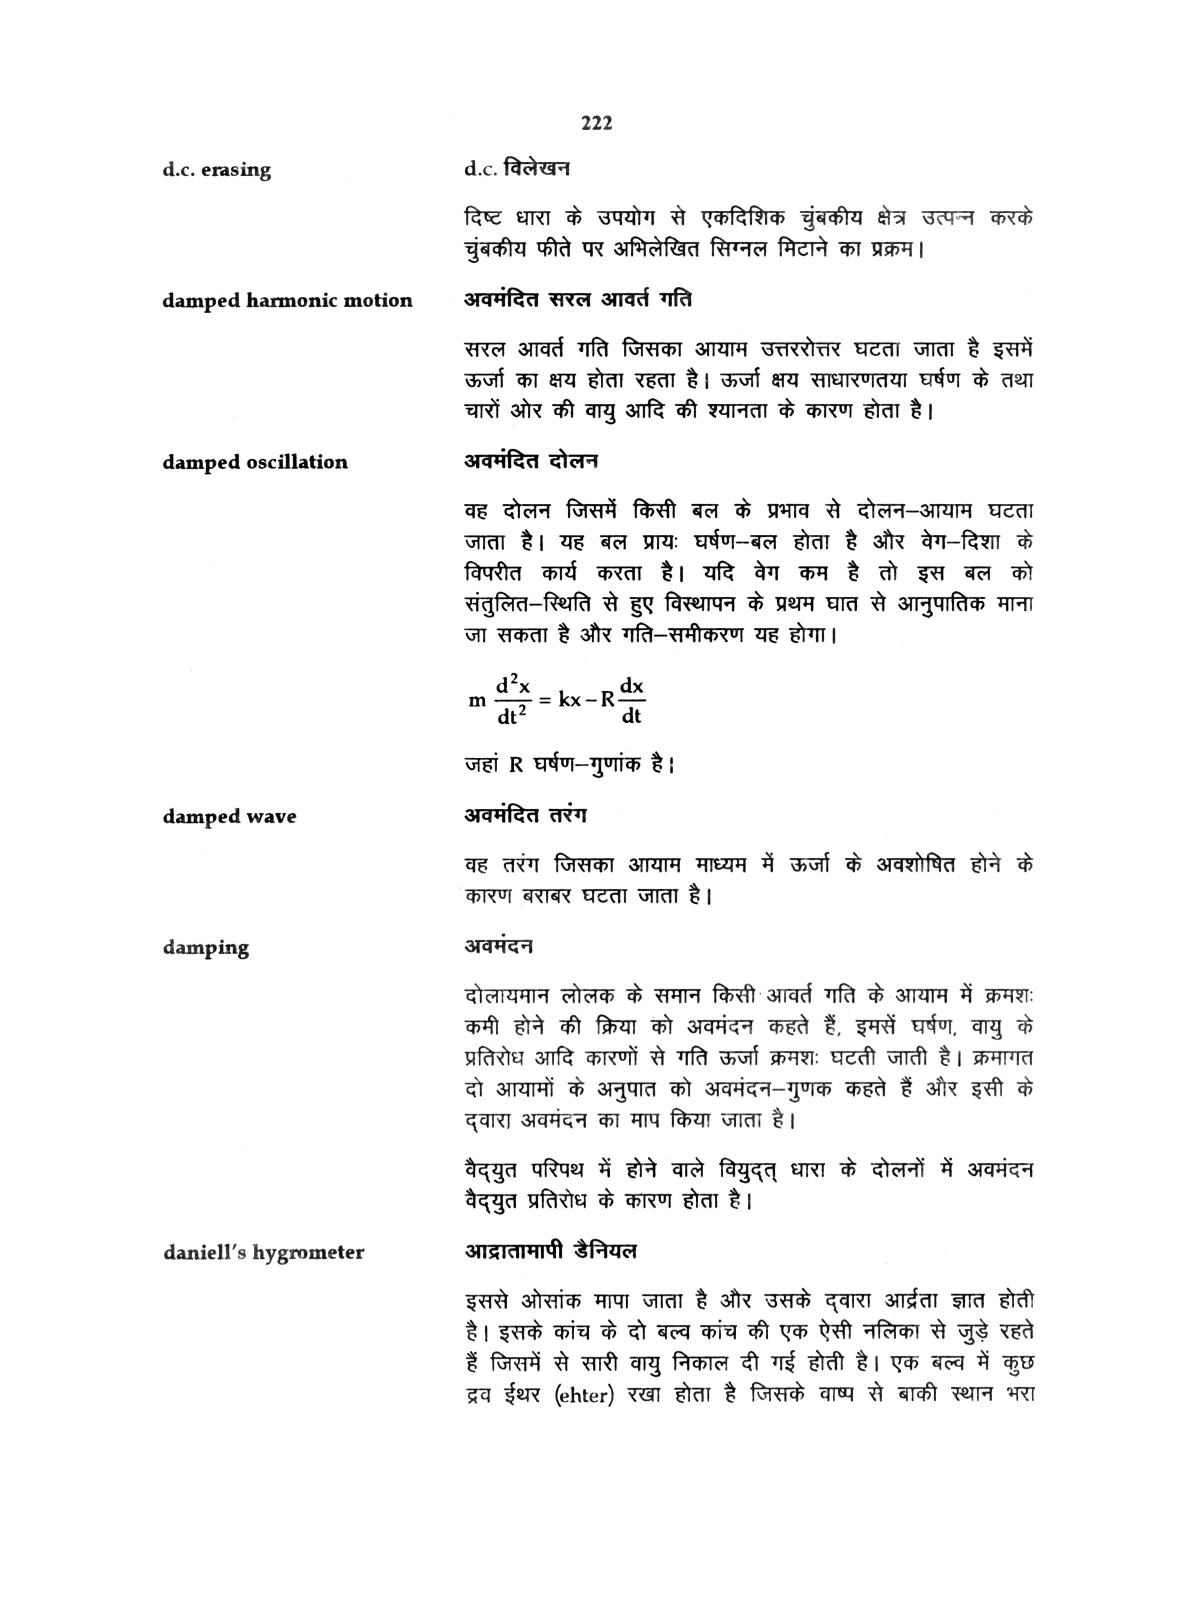 222
d.c. erasing d.c. विलेखन
दिष्ट धारा के उपयोग से एकदिशिक चुंबकीय क्षेत्र उत्पन्न करके
चुंबकीय फीते पर अभिलेखित सिग्नल मिटाने का प्रक्रम।
damped harmonic motion अवमंदित सरल आवर्त गति
सरल आवर्त गति जिसका आयाम उत्तररोत्तर घटता जाता है इसमें
ऊर्जा का क्षय होता रहता है। ऊर्जा क्षय साधारणतया घर्षण के तथा
चारों ओर की वायु आदि की श्यानता के कारण होता है।
damped oscillation अवमंदित दोलन
वह दोलन जिसमें किसी बल के प्रभाव से दोलन–आयाम घटता
जाता है। यह बल प्रायः घर्षण–बल होता है और वेग–दिशा के
विपरीत कार्य करता है। यदि वेग कम है तो इस बल को
संतुलित–स्थिति से हुए विस्थापन के प्रथम घात से आनुपातिक माना
जा सकता है और गति–समीकरण यह होगा।
m d²x/dt² = kx – R dx/dt
जहां R घर्षण–गुणांक है।
damped wave अवमंदित तरंग
वह तरंग जिसका आयाम माध्यम में ऊर्जा के अवशोषित होने के
कारण बराबर घटता जाता है।
damping अवमंदन
दोलायमान लोलक के समान किसी आवर्त गति के आयाम में क्रमशः
कमी होने की क्रिया को अवमंदन कहते हैं, इमसें घर्षण, वायु के
प्रतिरोध आदि कारणों से गति ऊर्जा क्रमशः घटती जाती है। क्रमागत
दो आयामों के अनुपात को अवमंदन–गुणक कहते हैं और इसी के
द्वारा अवमंदन का माप किया जाता है।
वैद्युत परिपथ में होने वाले वियुद्त् धारा के दोलनों में अवमंदन
वैद्युत प्रतिरोध के कारण होता है।
daniell's hygrometer आद्रातामापी डैनियल
इससे ओसांक मापा जाता है और उसके द्वारा आर्द्रता ज्ञात होती
है। इसके कांच के दो बल्व कांच की एक ऐसी नलिका से जुड़े रहते
हैं जिसमें से सारी वायु निकाल दी गई होती है। एक बल्व में कुछ
द्रव ईथर (ehter) रखा होता है जिसके वाष्प से बाकी स्थान भरा